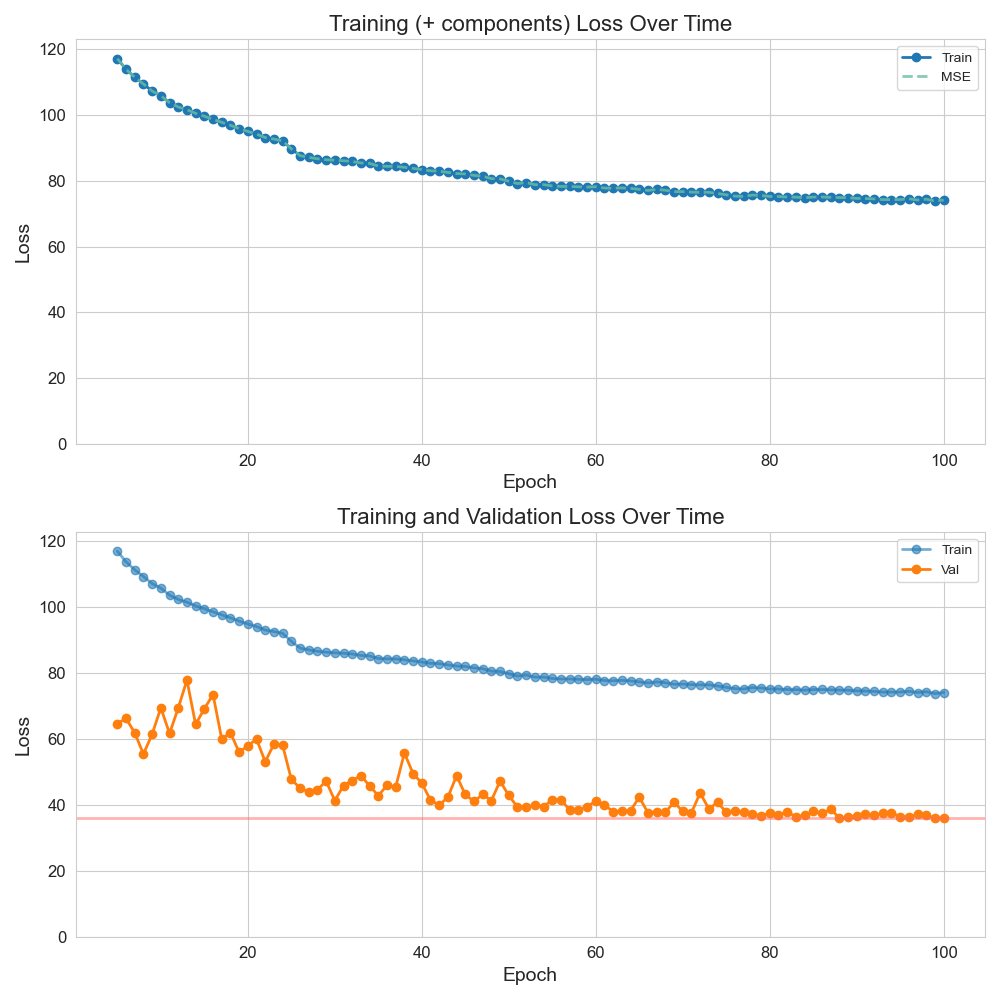 Training (+ components) Loss Over Time
Train
MSE
120
100
80
60
40
20
0
Loss
20 40 60 80 100
Epoch
Training and Validation Loss Over Time
Train
Val
120
100
80
60
40
20
0
Loss
20 40 60 80 100
Epoch